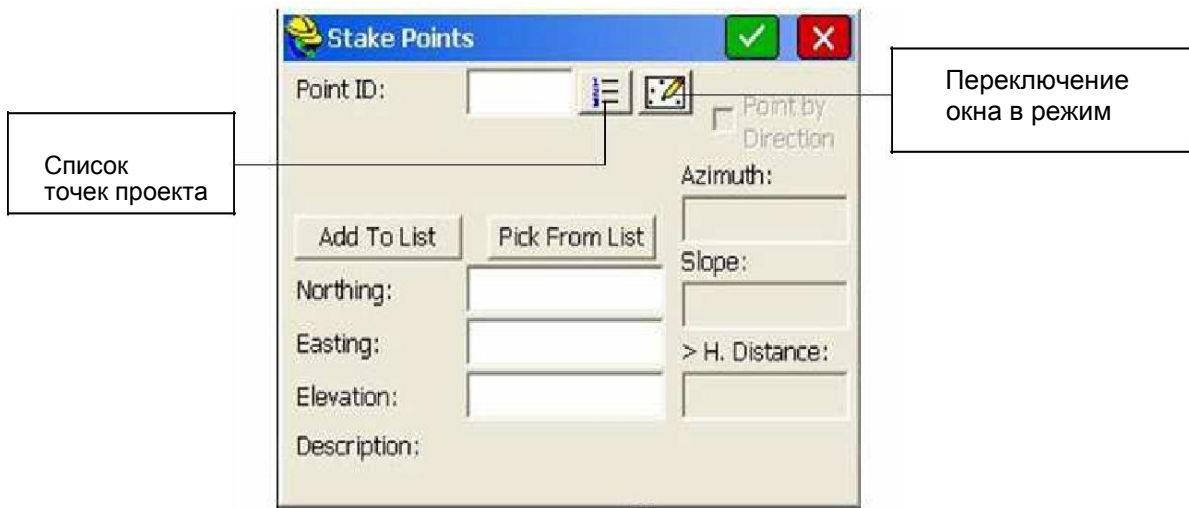 Stake Points
Point ID:
Point by
Direction
Переключение
окна в режим
Список
точек проекта
Azimuth:
Add To List
Pick From List
Slope:
Northing:
Easting:
> H. Distance:
Elevation:
Description: